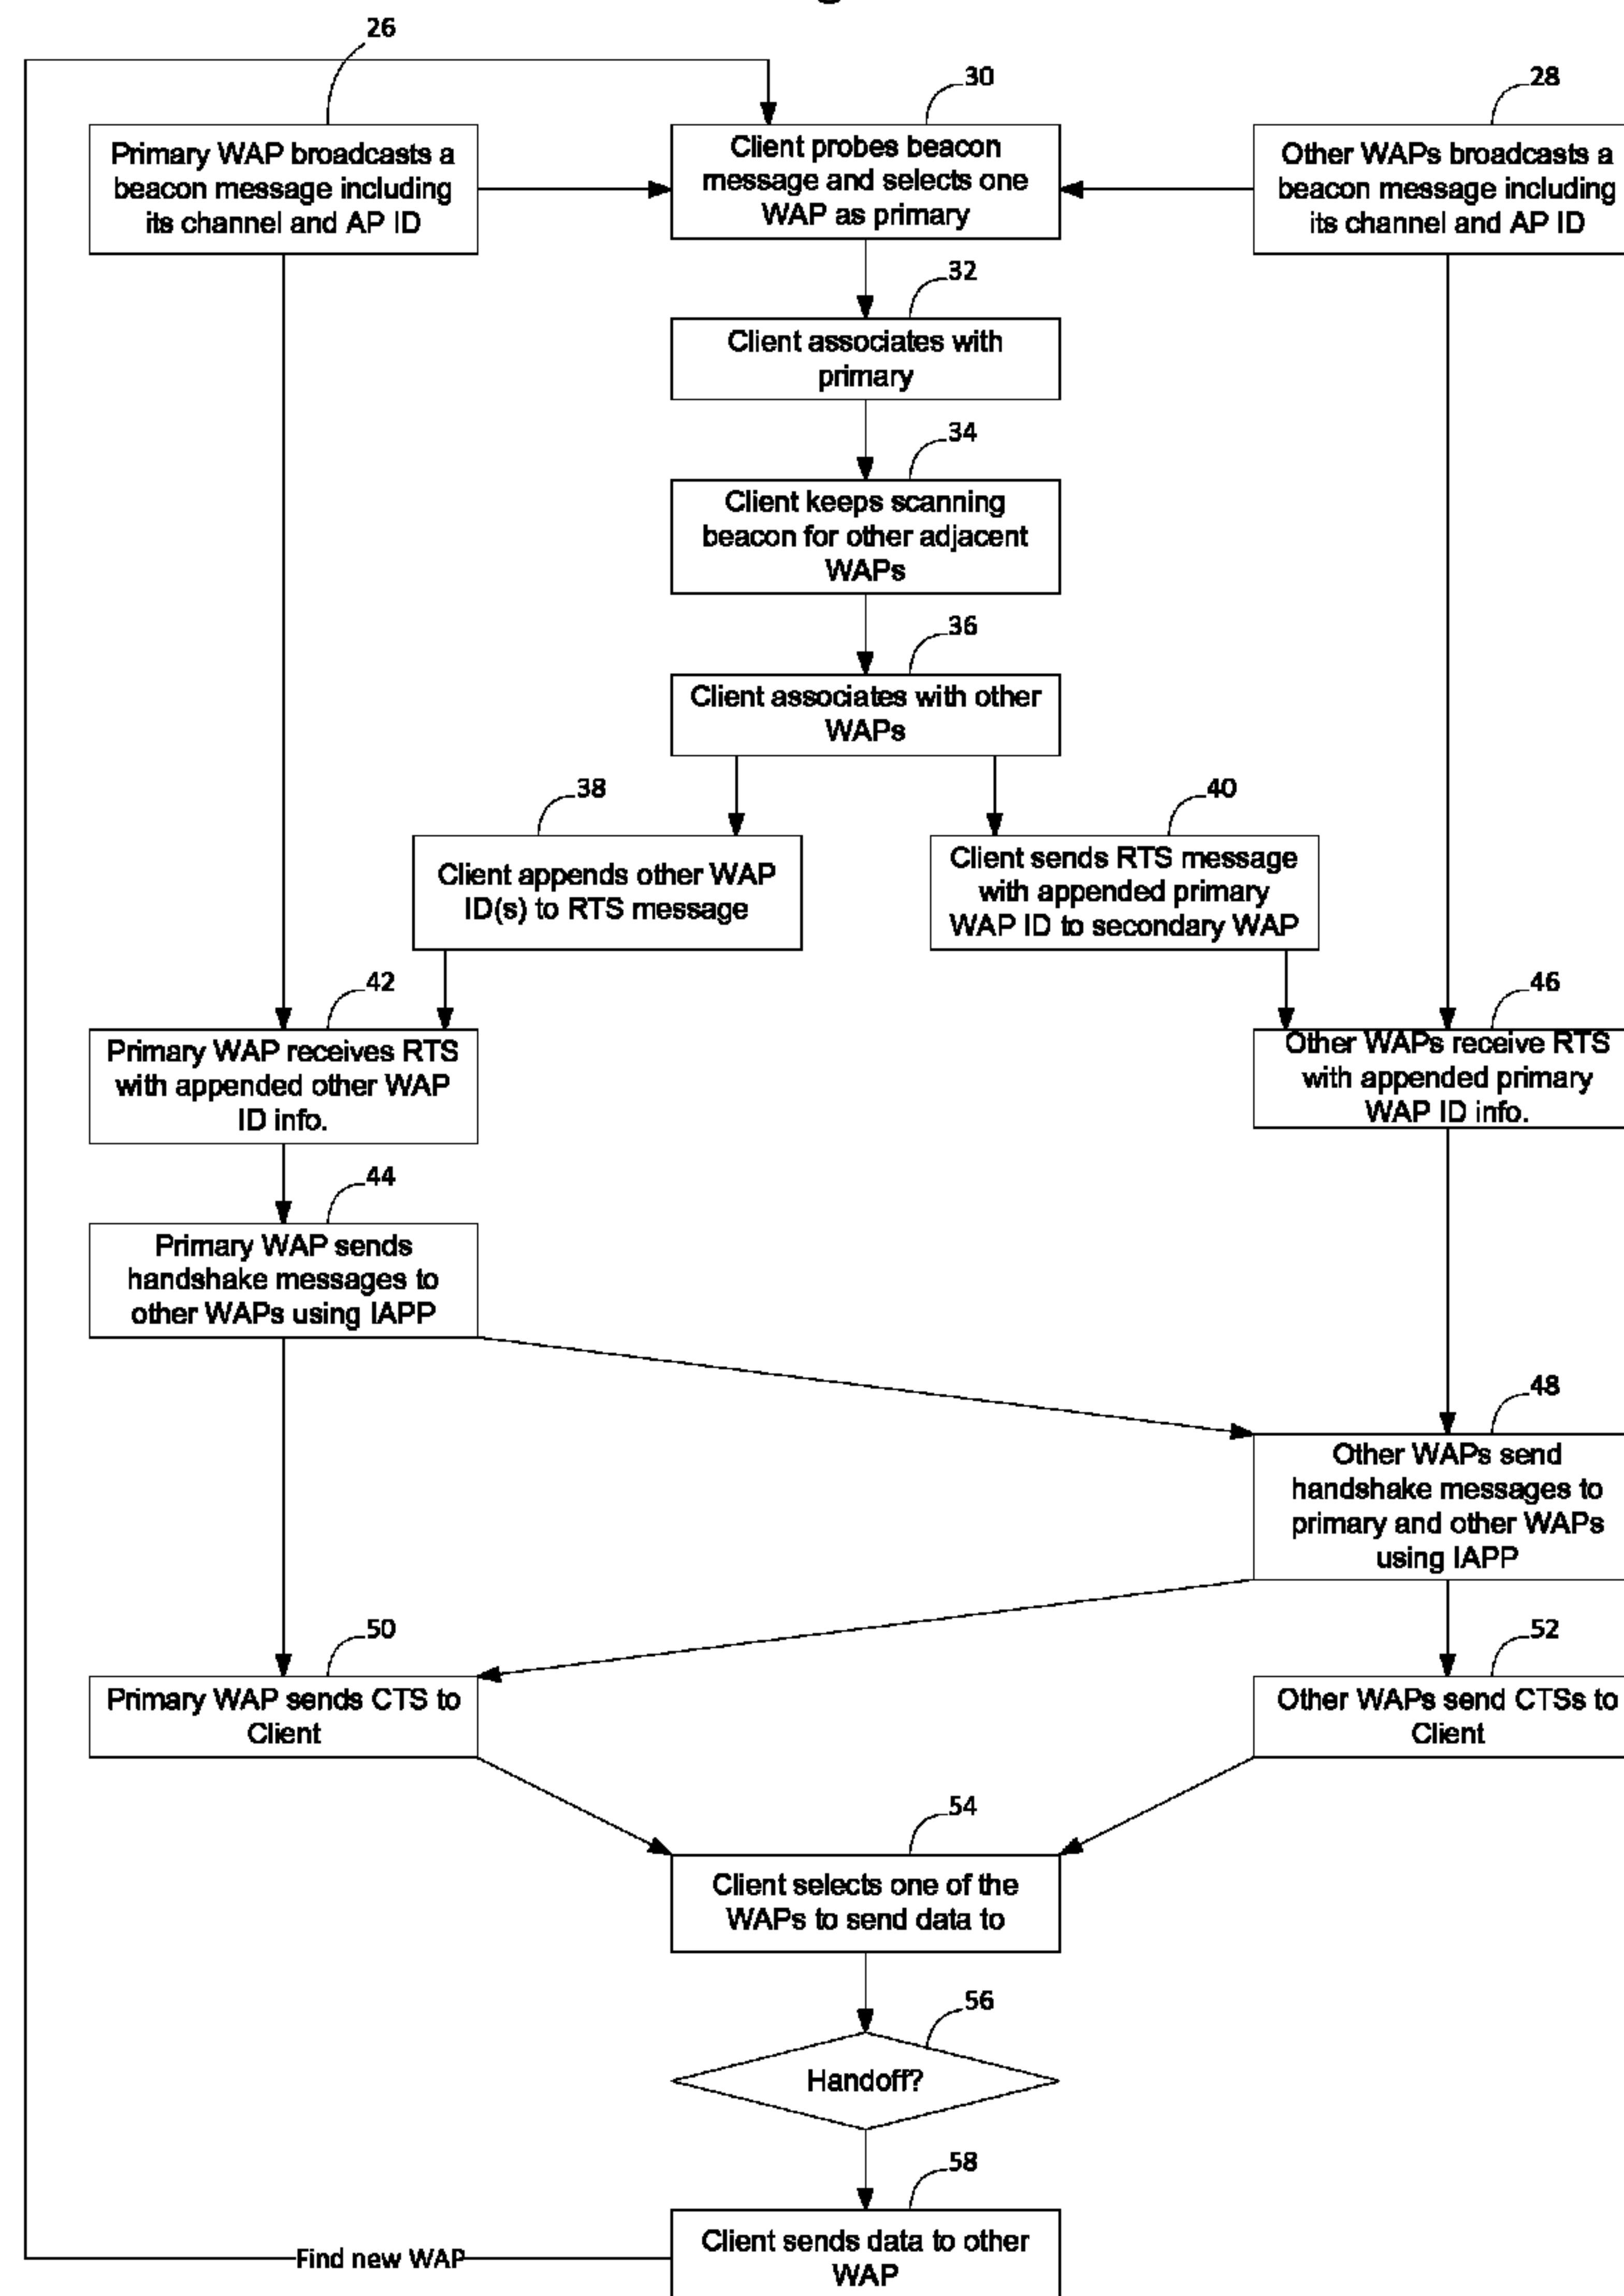 26
30
28
Primary WAP broadcasts a
beacon message including
its channel and AP ID
Client probes beacon
message and selects one
WAP as primary
Other WAPs broadcasts a
beacon message including
its channel and AP ID
32
Client associates with
primary
34
Client keeps scanning
beacon for other adjacent
WAPs
36
Client associates with other
WAPs
38
40
Client appends other WAP
ID(s) to RTS message
Client sends RTS message
with appended primary
WAP ID to secondary WAP
42
46
Primary WAP receives RTS
with appended other WAP
ID info.
Other WAPs receive RTS
with appended primary
WAP ID info.
44
Primary WAP sends
handshake messages to
other WAPs using IAPP
48
Other WAPs send
handshake messages to
primary and other WAPs
using IAPP
50
52
Primary WAP sends CTS to
Client
Other WAPs send CTSs to
Client
54
Client selects one of the
WAPs to send data to
56
Handoff?
58
Client sends data to other
WAP
Find new WAP